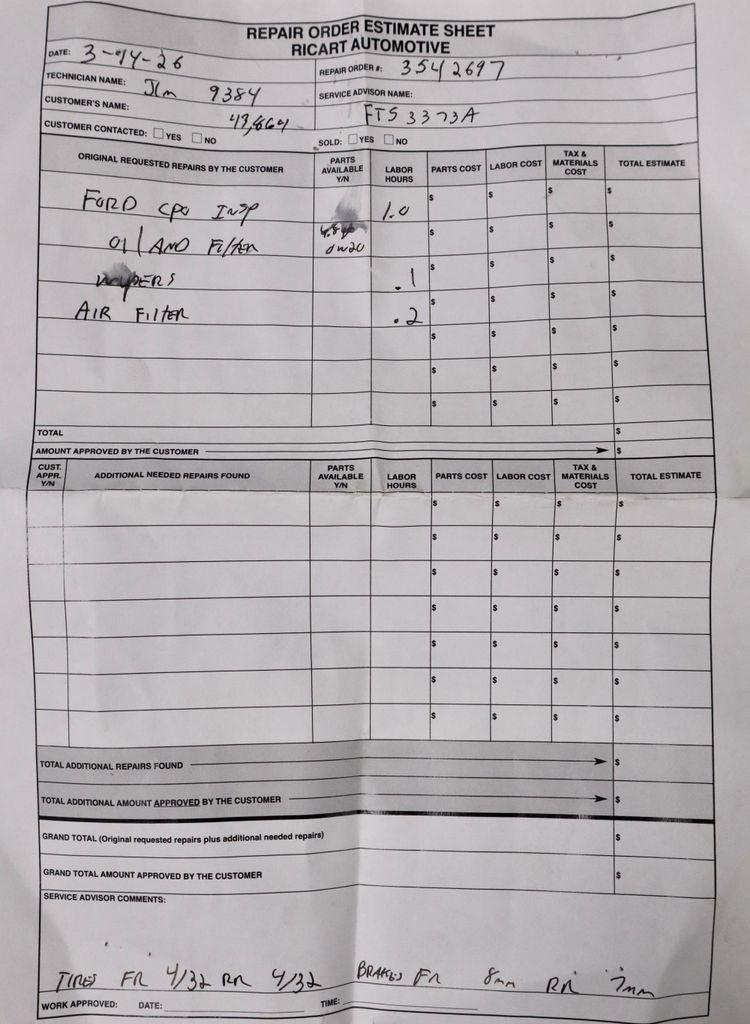 REPAIR ORDER ESTIMATE SHEET
RICART AUTOMOTIVE
DATE: 3-14-26
REPAIR ORDER #: 3542697
TECHNICIAN NAME: Jim 9384
SERVICE ADVISOR NAME:
CUSTOMER'S NAME: 49,864
FTS 3373A
CUSTOMER CONTACTED: YES NO SOLD: YES NO
ORIGINAL REQUESTED REPAIRS BY THE CUSTOMER PARTS AVAILABLE Y/N LABOR HOURS PARTS COST LABOR COST TAX & MATERIALS COST TOTAL ESTIMATE
FORD CPO INSP 1.0 $ $ $ $
OIl AND FilTER 0W20 $ $ $ $
WYPERS .1 $ $ $ $
AIR FIlTER .2 $ $ $ $
$ $ $ $
$ $ $ $
$ $ $ $
TOTAL $
AMOUNT APPROVED BY THE CUSTOMER $
CUST. APPR. Y/N ADDITIONAL NEEDED REPAIRS FOUND PARTS AVAILABLE Y/N LABOR HOURS PARTS COST LABOR COST TAX & MATERIALS COST TOTAL ESTIMATE
$ $ $ $
$ $ $ $
$ $ $ $
$ $ $ $
$ $ $ $
$ $ $ $
$ $ $ $
TOTAL ADDITIONAL REPAIRS FOUND $
TOTAL ADDITIONAL AMOUNT APPROVED BY THE CUSTOMER $
GRAND TOTAL (Original requested repairs plus additional needed repairs) $
GRAND TOTAL AMOUNT APPROVED BY THE CUSTOMER $
SERVICE ADVISOR COMMENTS:
TIRES FR 4/32 RR 4/32 BRAKES FR 8mm RR 7mm
WORK APPROVED: DATE: TIME: